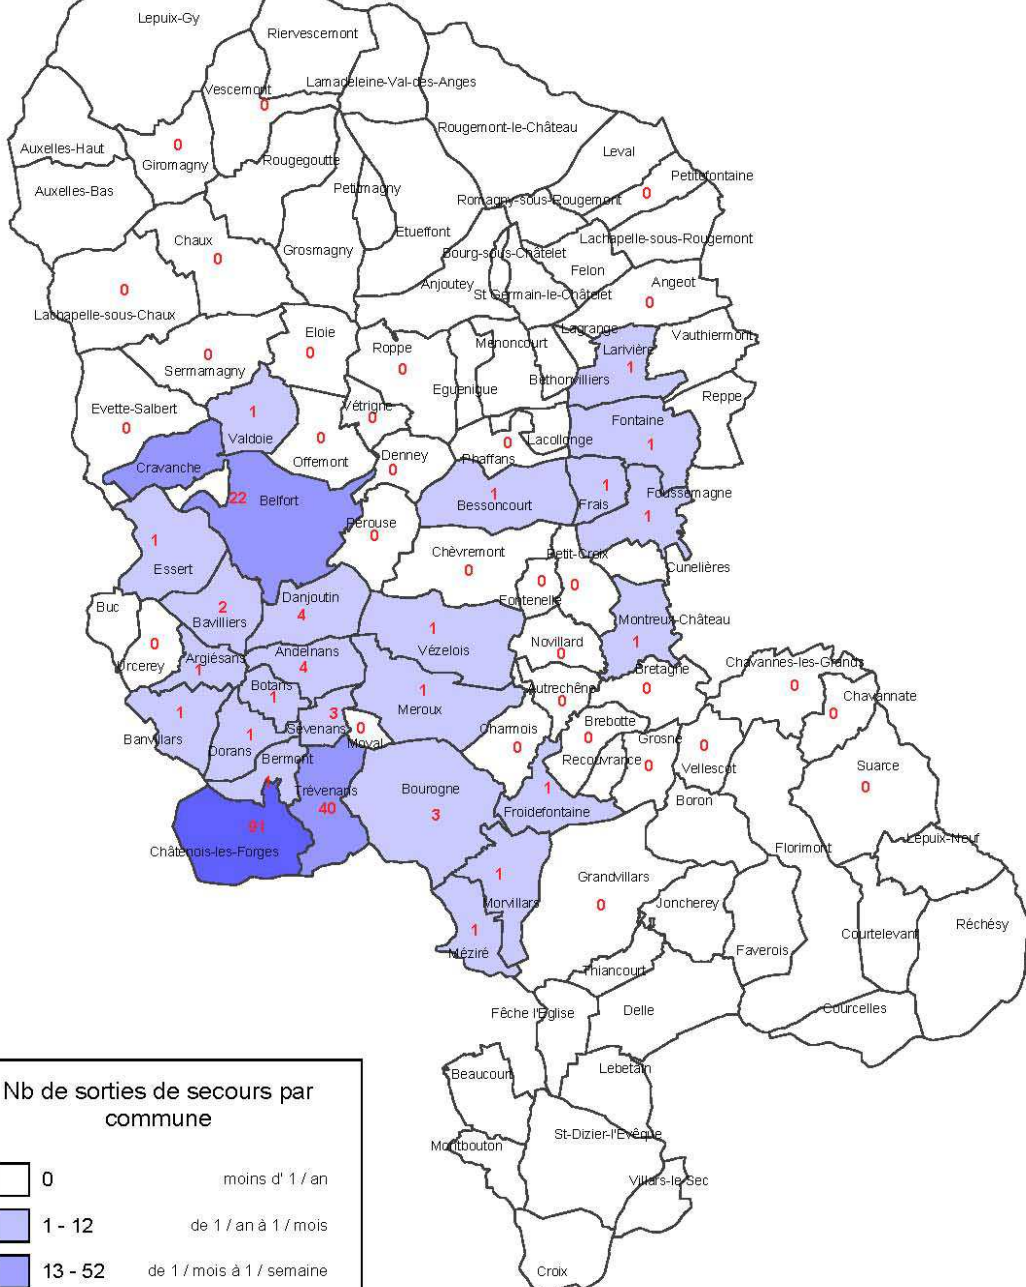 Lepuix-Gy
Riervescemont
Lamadeleine-Val-des-Anges
Vescemont
0
Rougemont-le-Château
0
Auxelles-Haut
Giromagny
Rougegoutte
Leval
Auxelles-Bas
Petitmagny
Petitefontaine
0
Romagny-sous-Rougemont
Etueffont
Chaux
0
Grosmagny
Lachapelle-sous-Rougemont
Bourg-sous-Châtelet
Felon
Anjoutey
St Germain-le-Châtelet
Angeot
0
0
Lachapelle-sous-Chaux
Eloie
0
Roppe
0
Menoncourt
Lagrange
Vauthiermont
0
Sermamagny
Larivière
1
Eguenique
Béthonvilliers
Reppe
Evette-Salbert
0
1
Valdoie
Vétrigne
0
Fontaine
1
0
Offemont
0
Lacollonge
Phaffans
Denney
0
Cravanche
22
Belfort
1
Bessoncourt
1
Frais
Foussemagne
1
Pérouse
0
1
Essert
Chèvremont
0
Petit-Croix
0
0
Cunelières
Fontenelle
Buc
2
Bavilliers
Danjoutin
4
Montreux-Château
1
1
Vézelois
Novillard
0
0
Urcerey
Argiésans
1
Andelnans
4
Bretagne
0
Chavannes-les-Grands
0
Botans
1
1
Meroux
Autrechêne
0
Chavannate
0
1
Banvillars
3
Sévenans
0
Moval
Charmois
0
Brebotte
0
1
Dorans
Bermont
Recouvrance
Grosne
0
0
Vellescot
Suarce
0
Trévenans
40
Bourogne
3
1
Froidefontaine
Boron
91
Châtenois-les-Forges
Florimont
Lepuix-Neuf
1
Morvillars
Grandvillars
0
Joncherey
1
Méziré
Faverois
Courtelevant
Réchésy
Thiancourt
Fêche l'Eglise
Delle
Courcelles
Beaucourt
Lebetain
Montbouton
St-Dizier-l'Evêque
Villars-le-Sec
Croix
Nb de sorties de secours par
commune
0 moins d' 1 / an
1 - 12 de 1 / an à 1 / mois
13 - 52 de 1 / mois à 1 / semaine